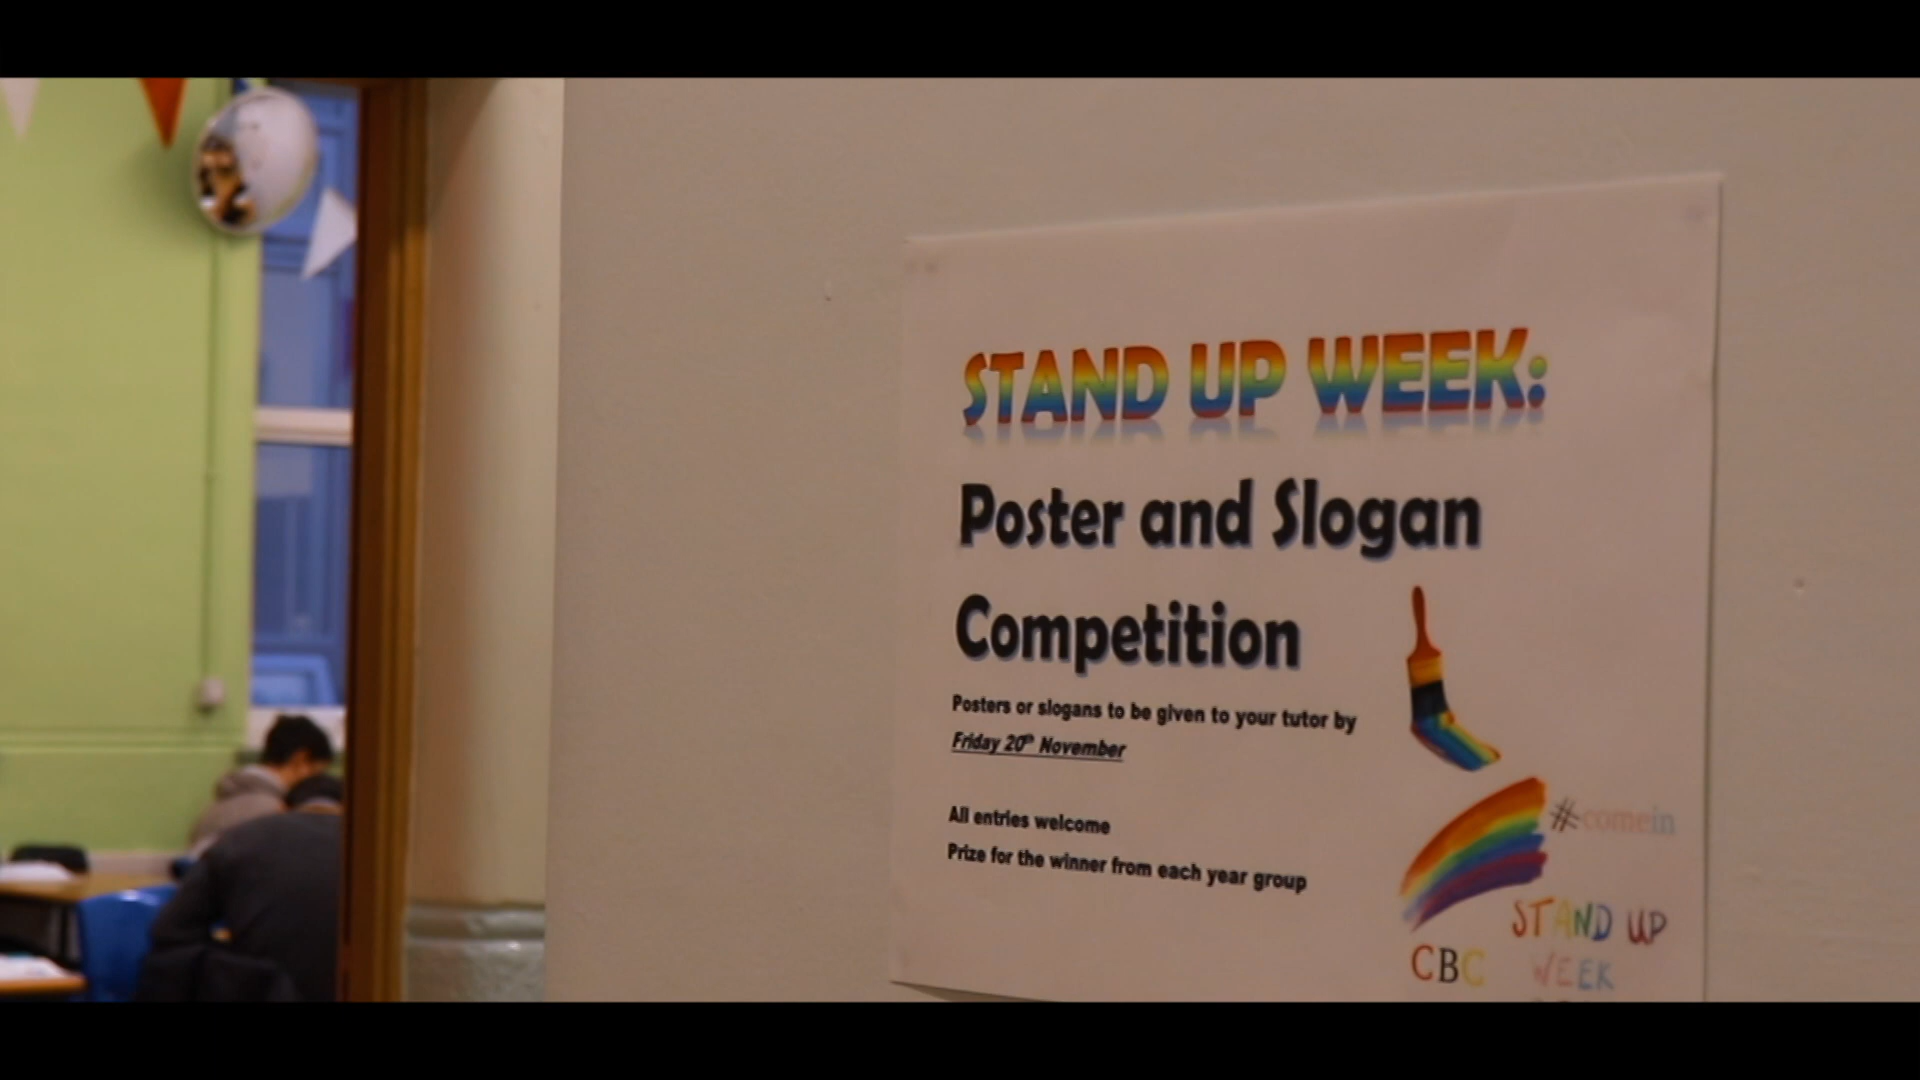 STAND UP WEEK:
Poster and Slogan
Competition
Posters or slogans to be given to your tutor by
Friday 20th November
All entries welcome
Prize for the winner from each year group
#comein
STAND UP
WEEK
CBC